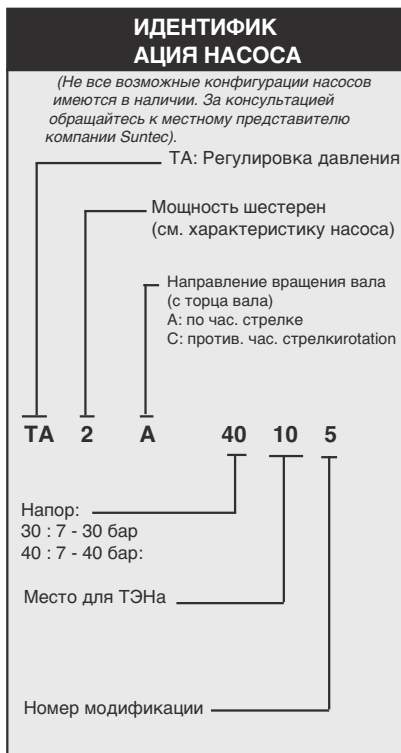 ИДЕНТИФИК
АЦИЯ НАСОСА
(Не все возможные конфигурации насосов
имеются в наличии. За консультацией
обращайтесь к местному представителю
компании Suntec).
TA: Регулировка давления
Мощность шестерен
(см. характеристику насоса)
Направление вращения вала
(с торца вала)
A: по час. стрелке
C: против. час. стрелкиrotation
TA 2 A 40 10 5
Напор:
30 : 7 - 30 бар
40 : 7 - 40 бар:
Место для ТЭНа
Номер модификации